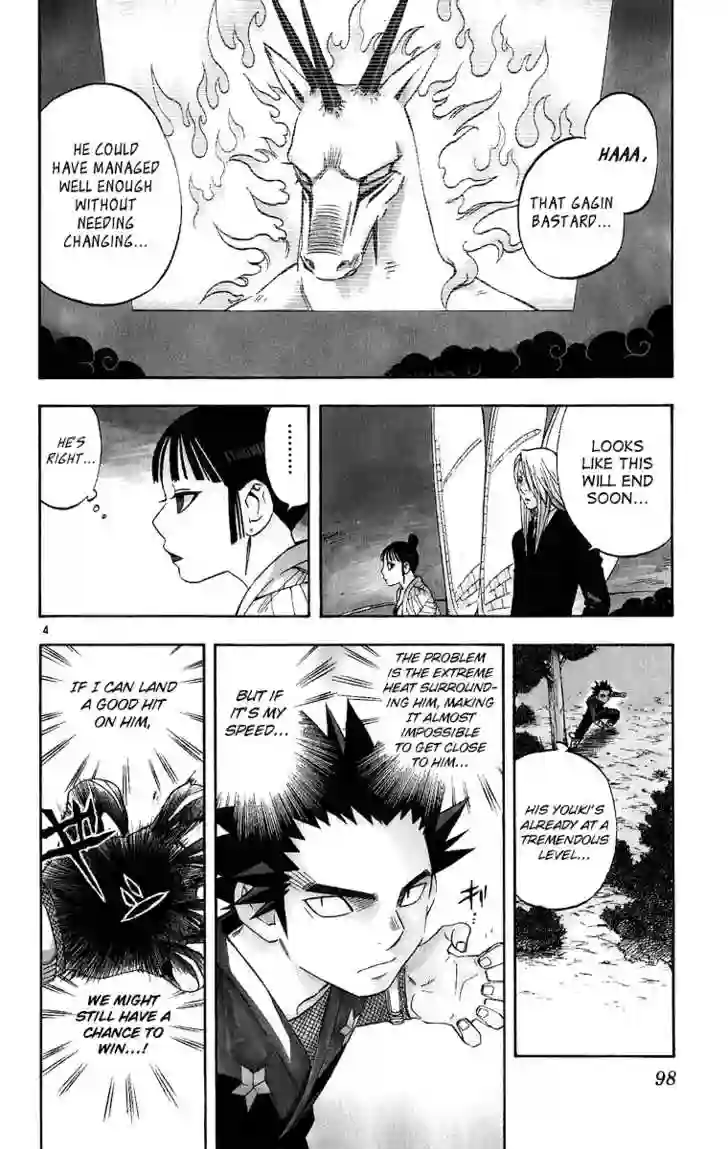 HAAA,
THAT GAGIN
BASTARD...
HE COULD
HAVE MANAGED
WELL ENOUGH
WITHOUT
NEEDING
CHANGING...
LOOKS
LIKE THIS
WILL END
SOON...
.........
HE'S
RIGHT...
4
HIS YOUKI'S
ALREADY AT A
TREMENDOUS
LEVEL...
THE PROBLEM
IS THE EXTREME
HEAT SURROUND-
ING HIM, MAKING
IT ALMOST
IMPOSSIBLE
TO GET CLOSE
TO HIM...
BUT IF
IT'S MY
SPEED...
IF I CAN LAND
A GOOD HIT
ON HIM,
WE MIGHT
STILL HAVE A
CHANCE TO
WIN...!
98